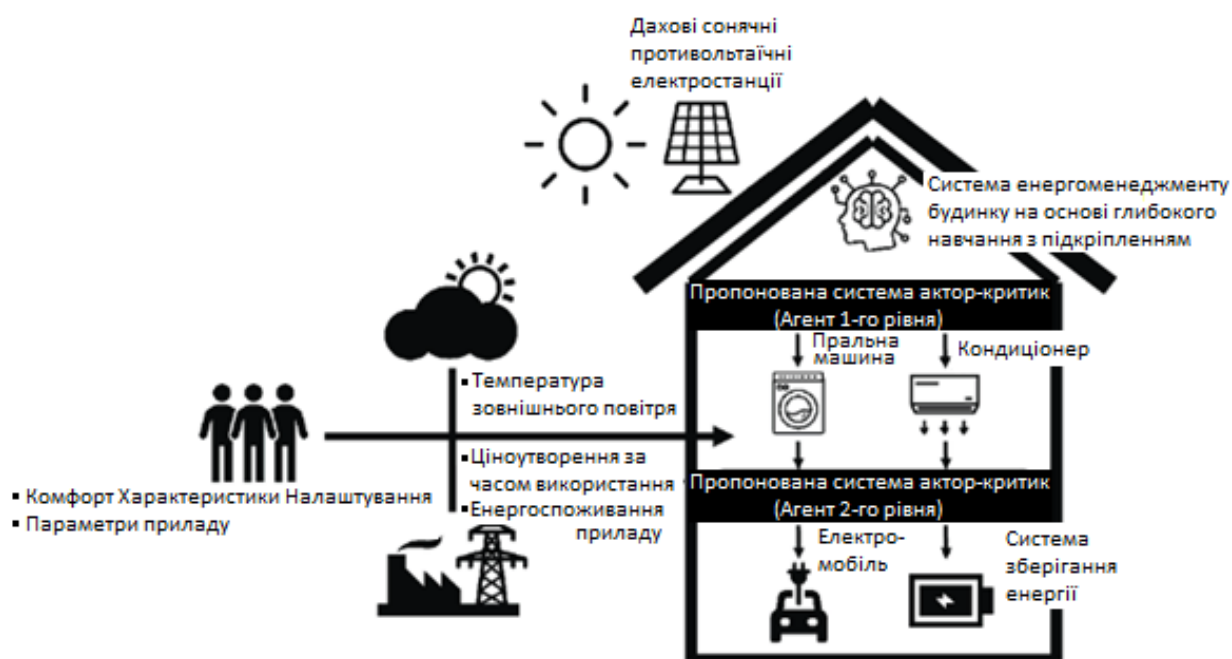 Дахові сонячні
противольтаїчні
електростанції
Система енергоменеджменту
будинку на основі глибокого
навчання з підкріпленням
Пропонована система актор-критик
(Агент 1-го рівня)
Пральна
машина
Кондиціонер
▪ Температура
зовнішнього повітря
▪ Ціноутворення за
часом використання
▪ Енергоспоживання
приладу
▪ Комфорт Характеристики Налаштування
▪ Параметри приладу
Пропонована система актор-критик
(Агент 2-го рівня)
Електро-
мобіль
Система
зберігання
енергії